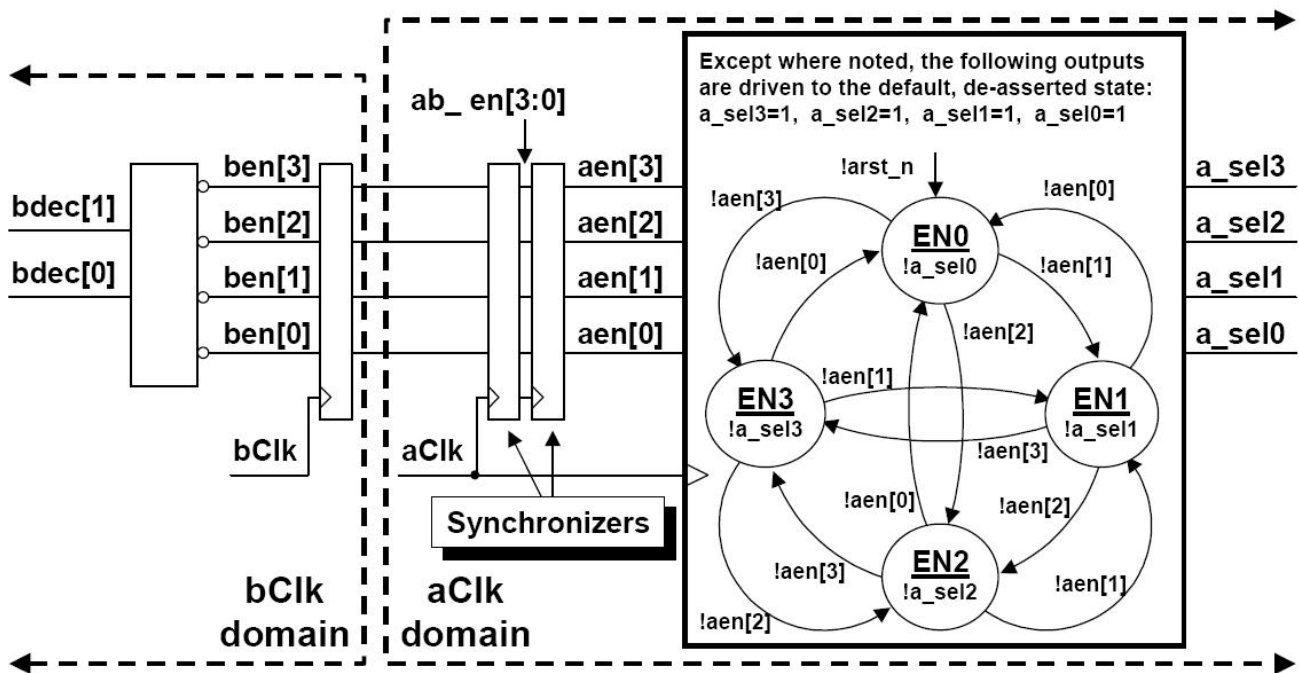 Except where noted, the following outputs
are driven to the default, de-asserted state:
a_sel3=1, a_sel2=1, a_sel1=1, a_sel0=1
ab_ en[3:0]
bdec[1]
bdec[0]
ben[3]
ben[2]
ben[1]
ben[0]
aen[3]
aen[2]
aen[1]
aen[0]
!arst_n
!aen[3]
!aen[0]
EN0
!a_sel0
!aen[0]
!aen[1]
!aen[2]
!aen[1]
EN3
!a_sel3
EN1
!a_sel1
!aen[3]
!aen[0]
!aen[2]
EN2
!a_sel2
!aen[3]
!aen[1]
!aen[2]
a_sel3
a_sel2
a_sel1
a_sel0
bClk
aClk
Synchronizers
bClk
domain
aClk
domain